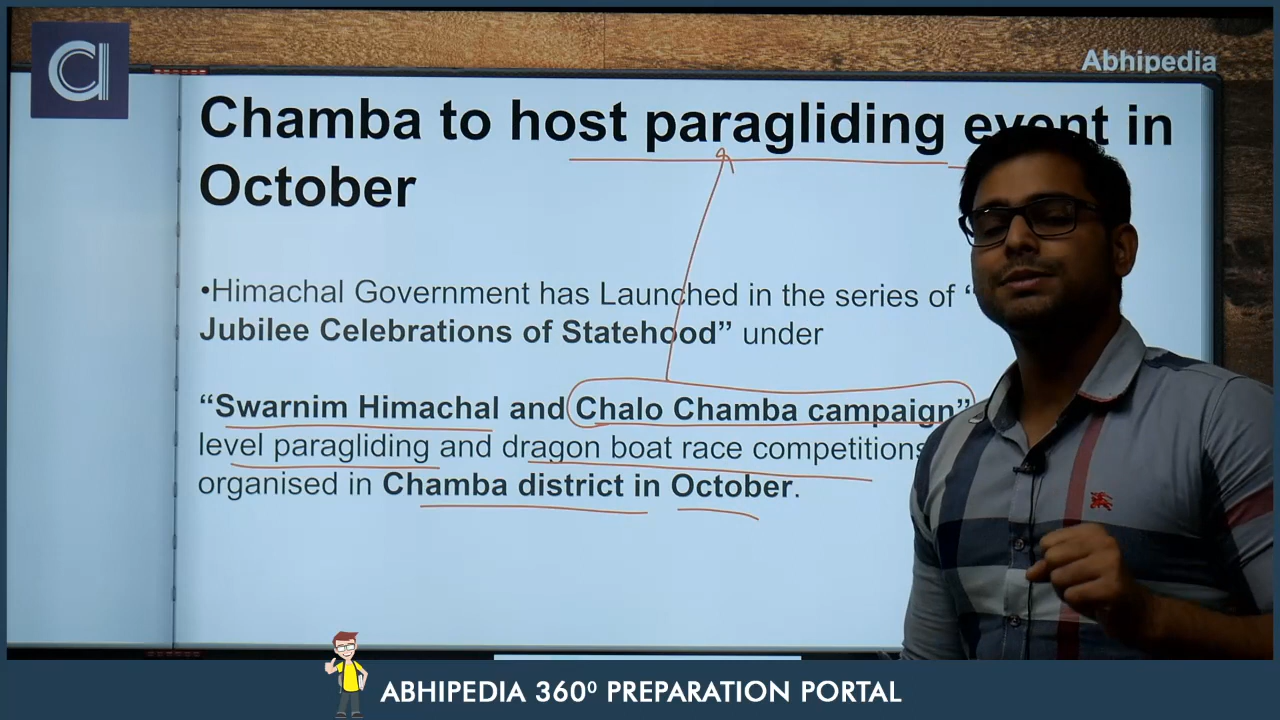 Abhipedia
Chamba to host paragliding event in
October
•Himachal Government has Launched in the series of “
Jubilee Celebrations of Statehood” under
“Swarnim Himachal and Chalo Chamba campaign”
level paragliding and dragon boat race competitions
organised in Chamba district in October.
ABHIPEDIA 360⁰ PREPARATION PORTAL